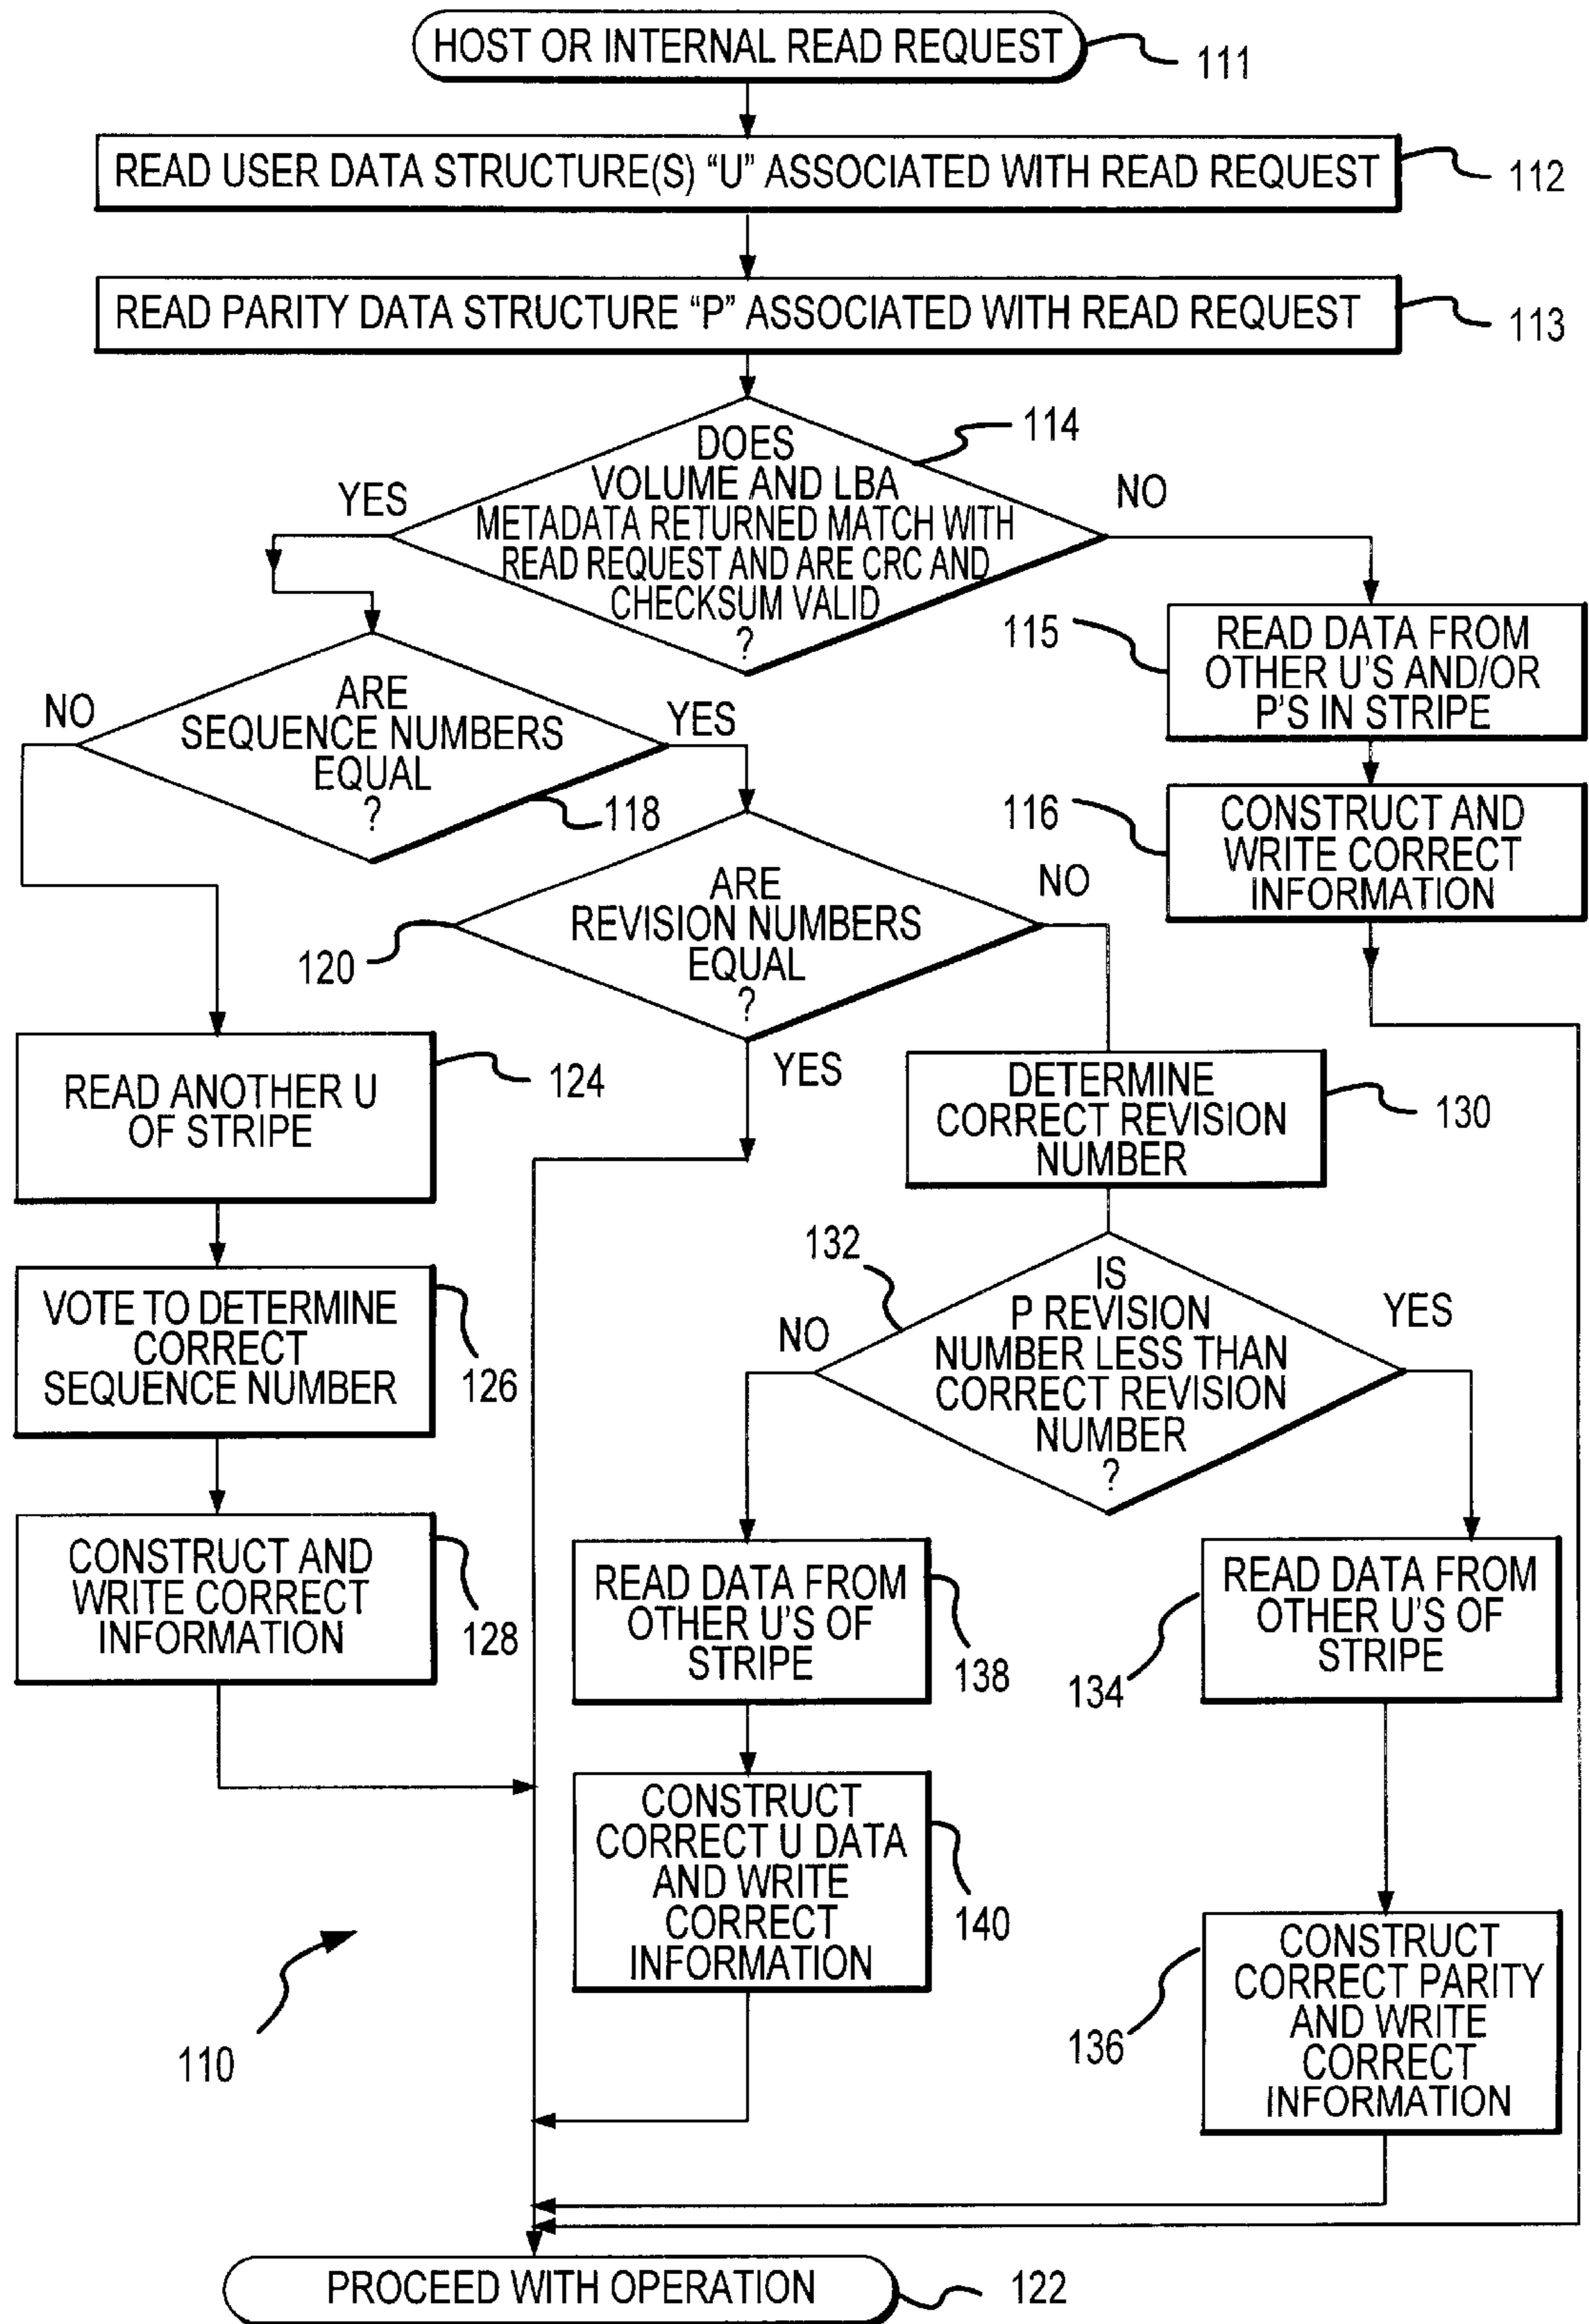 HOST OR INTERNAL READ REQUEST
111
READ USER DATA STRUCTURE(S) “U” ASSOCIATED WITH READ REQUEST
112
READ PARITY DATA STRUCTURE “P” ASSOCIATED WITH READ REQUEST
113
114
DOES
VOLUME AND LBA
METADATA RETURNED MATCH WITH
READ REQUEST AND ARE CRC AND
CHECKSUM VALID
?
YES
NO
115
READ DATA FROM
OTHER U'S AND/OR
P'S IN STRIPE
ARE
SEQUENCE NUMBERS
EQUAL
?
NO
YES
118
116
CONSTRUCT AND
WRITE CORRECT
INFORMATION
ARE
REVISION NUMBERS
EQUAL
?
NO
120
YES
READ ANOTHER U
OF STRIPE
124
DETERMINE
CORRECT REVISION
NUMBER
130
132
IS
P REVISION
NUMBER LESS THAN
CORRECT REVISION
NUMBER
?
NO
YES
VOTE TO DETERMINE
CORRECT
SEQUENCE NUMBER
126
CONSTRUCT AND
WRITE CORRECT
INFORMATION
128
READ DATA FROM
OTHER U'S OF
STRIPE
138
READ DATA FROM
OTHER U'S OF
STRIPE
134
CONSTRUCT
CORRECT U DATA
AND WRITE
CORRECT
INFORMATION
140
CONSTRUCT
CORRECT PARITY
AND WRITE
CORRECT
INFORMATION
136
110
PROCEED WITH OPERATION
122